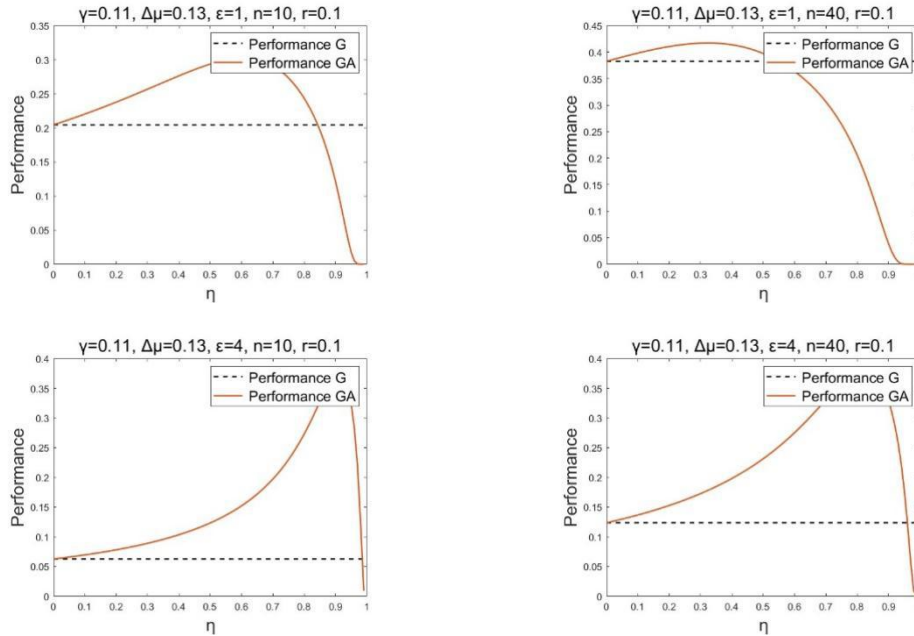 γ=0.11, Δμ=0.13, ε=1, n=10, r=0.1
0.35
0.3
0.25
0.2
0.15
0.1
0.05
0
Performance
Performance G
Performance GA
0 0.1 0.2 0.3 0.4 0.5 0.6 0.7 0.8 0.9 1
η
γ=0.11, Δμ=0.13, ε=1, n=40, r=0.1
0.45
0.4
0.35
0.3
0.25
0.2
0.15
0.1
0.05
0
Performance
Performance G
Performance GA
0 0.1 0.2 0.3 0.4 0.5 0.6 0.7 0.8 0.9
η
γ=0.11, Δμ=0.13, ε=4, n=10, r=0.1
0.4
0.35
0.3
0.25
0.2
0.15
0.1
0.05
0
Performance
Performance G
Performance GA
0 0.1 0.2 0.3 0.4 0.5 0.6 0.7 0.8 0.9 1
η
γ=0.11, Δμ=0.13, ε=4, n=40, r=0.1
0.4
0.35
0.3
0.25
0.2
0.15
0.1
0.05
0
Performance
Performance G
Performance GA
0 0.1 0.2 0.3 0.4 0.5 0.6 0.7 0.8 0.9
η